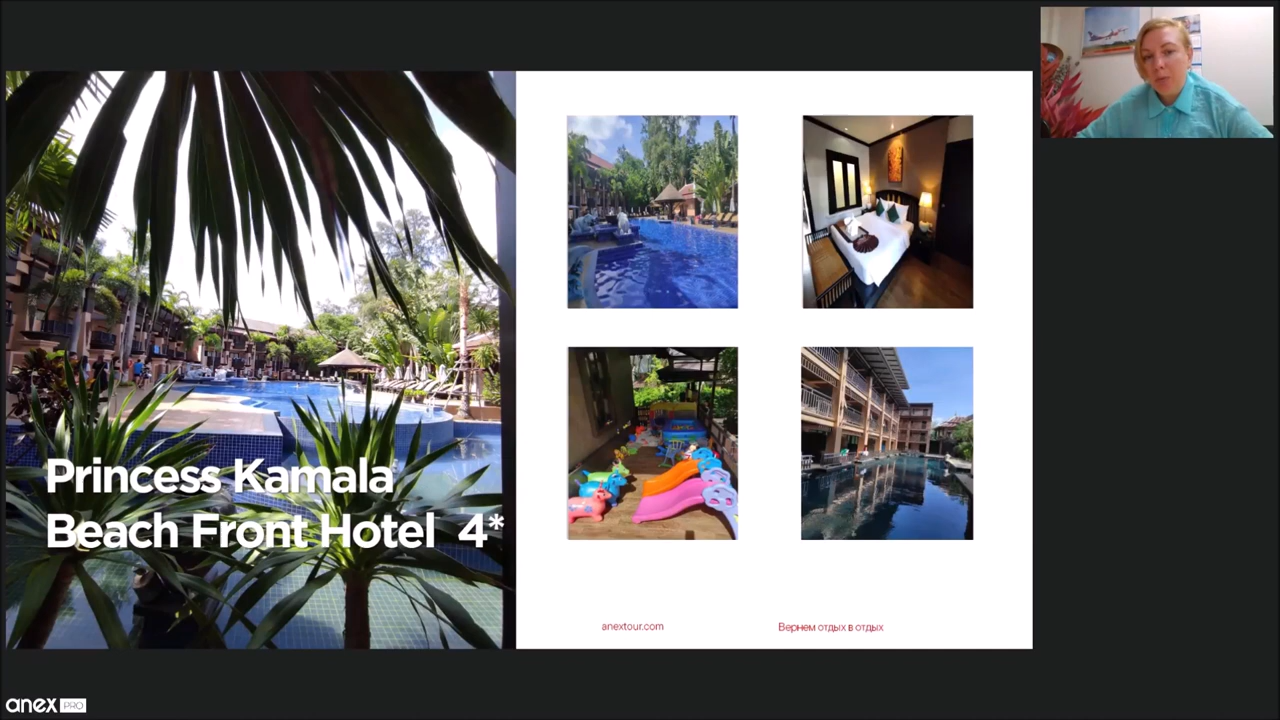 Princess Kamala
Beach Front Hotel 4*
anextour.com
Вернем отдых в отдых
anex PRO